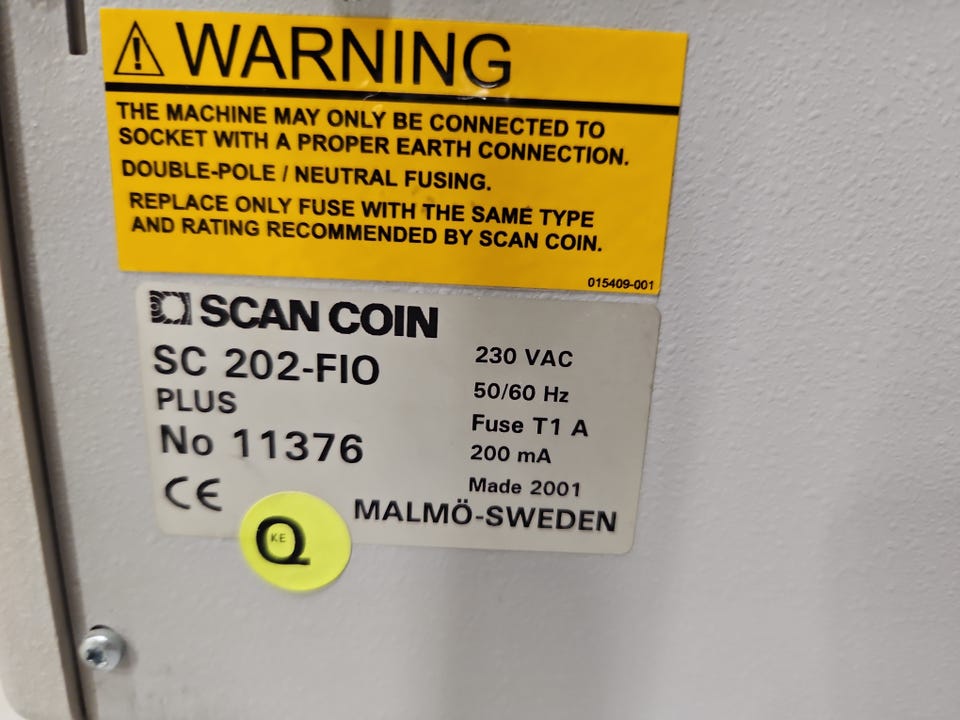 WARNING
THE MACHINE MAY ONLY BE CONNECTED TO
SOCKET WITH A PROPER EARTH CONNECTION.
DOUBLE-POLE / NEUTRAL FUSING.
REPLACE ONLY FUSE WITH THE SAME TYPE
AND RATING RECOMMENDED BY SCAN COIN.
015409-001
SCAN COIN
SC 202-FIO
PLUS
No 11376
230 VAC
50/60 Hz
Fuse T1 A
200 mA
Made 2001
CE
MALMÖ-SWEDEN
Q
KE